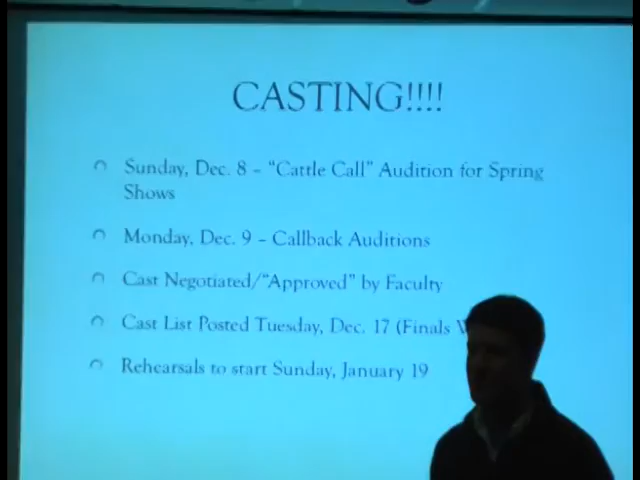 CASTING!!!!
Sunday, Dec. 8 – “Cattle Call” Audition for Spring
Shows
Monday, Dec. 9 – Callback Auditions
Cast Negotiated/“Approved” by Faculty
Cast List Posted Tuesday, Dec. 17 (Finals
Rehearsals to start Sunday, January 19